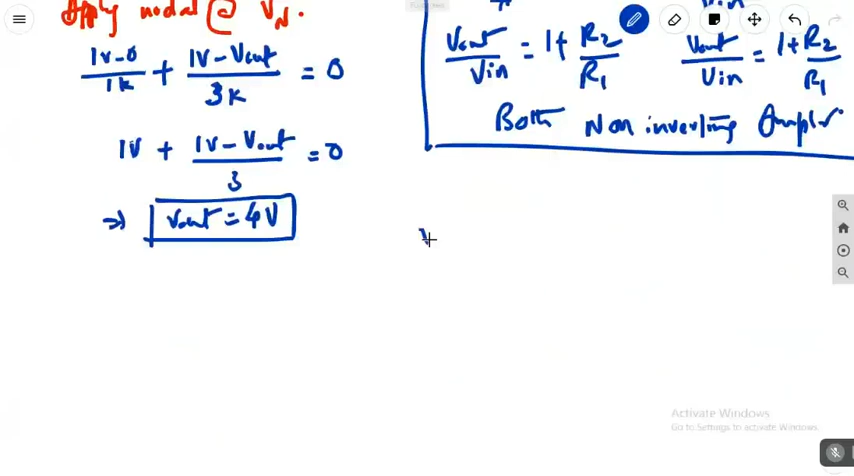 Apply nodal @ VN.
1V-0/1k + 1V-Vout/3k = 0
1V + 1V-Vout/3 = 0
⇒ Vout = 4V
Vout/Vin = 1+ R2/R1
Vout/Vin = 1+ R2/R1
Both Non inverting
Activate Windows
Go to Settings to activate Windows.